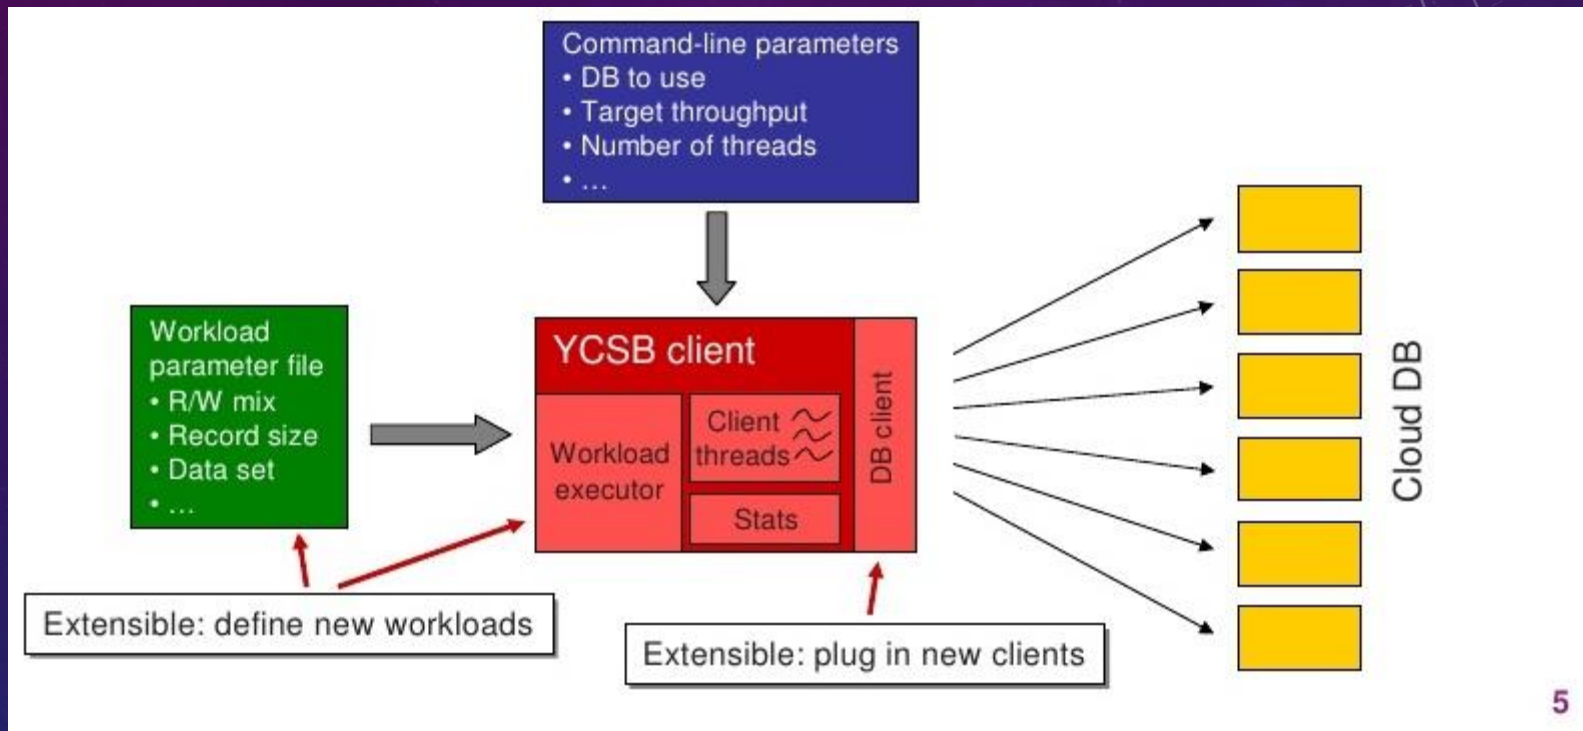 Command-line parameters
• DB to use
• Target throughput
• Number of threads
• ...
Workload
parameter file
• R/W mix
• Record size
• Data set
• ...
YCSB client
Workload
executor
Client
threads
Stats
DB client
Cloud DB
Extensible: define new workloads
Extensible: plug in new clients
5